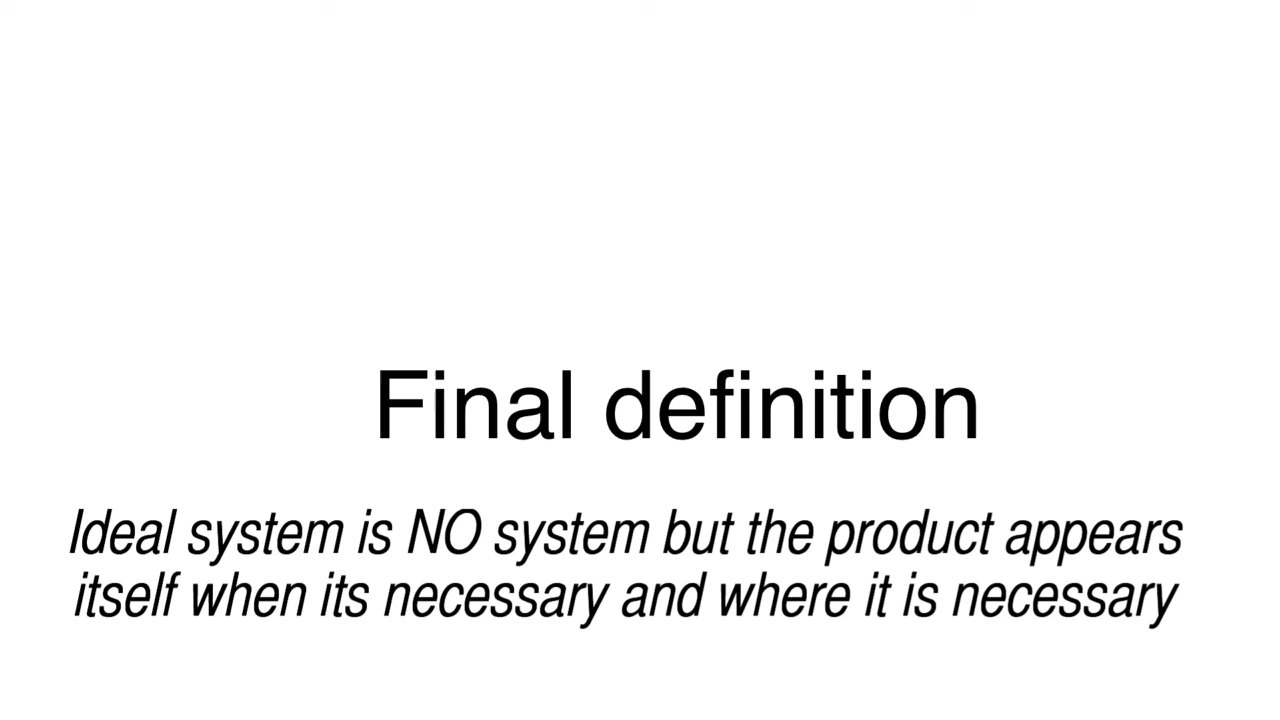 Final definition
Ideal system is NO system but the product appears
itself when its necessary and where it is necessary